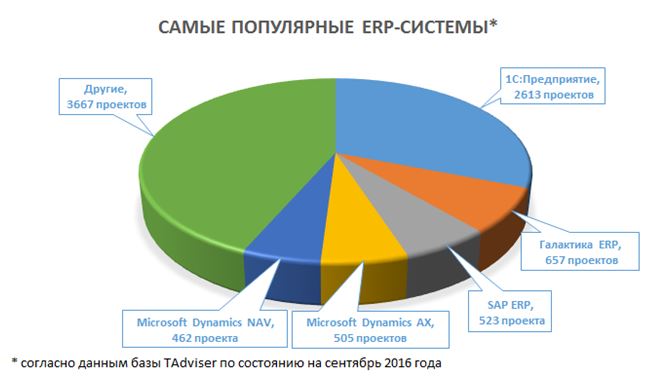 САМЫЕ ПОПУЛЯРНЫЕ ERP-СИСТЕМЫ*
Другие,
3667 проектов
1С:Предприятие,
2613 проектов
Галактика ERP,
657 проектов
SAP ERP,
523 проекта
Microsoft Dynamics AX,
505 проектов
Microsoft Dynamics NAV,
462 проекта
* согласно данным базы TAdviser по состоянию на сентябрь 2016 года